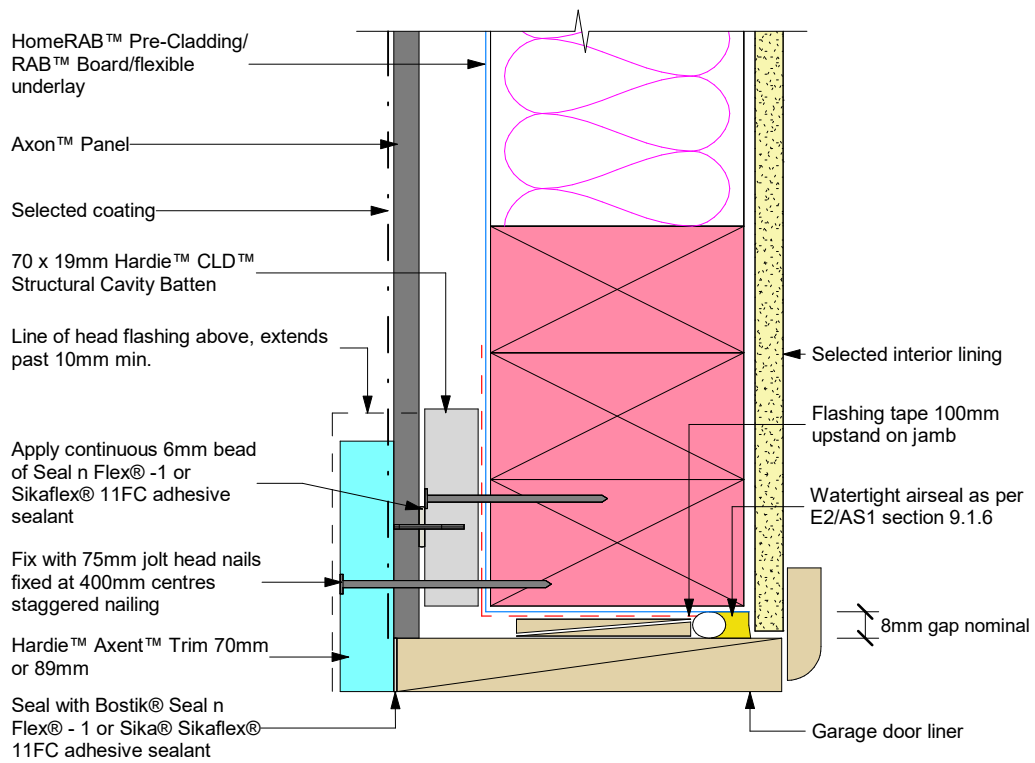 HomeRAB™ Pre-Cladding/
RAB™ Board/flexible
underlay
Axon™ Panel
Selected coating
70 x 19mm Hardie™ CLD™
Structural Cavity Batten
Line of head flashing above, extends
past 10mm min.
Apply continuous 6mm bead
of Seal n Flex® -1 or
Sikaflex® 11FC adhesive
sealant
Fix with 75mm jolt head nails
fixed at 400mm centres
staggered nailing
Hardie™ Axent™ Trim 70mm
or 89mm
Seal with Bostik® Seal n
Flex® - 1 or Sika® Sikaflex®
11FC adhesive sealant
Selected interior lining
Flashing tape 100mm
upstand on jamb
Watertight airseal as per
E2/AS1 section 9.1.6
8mm gap nominal
Garage door liner